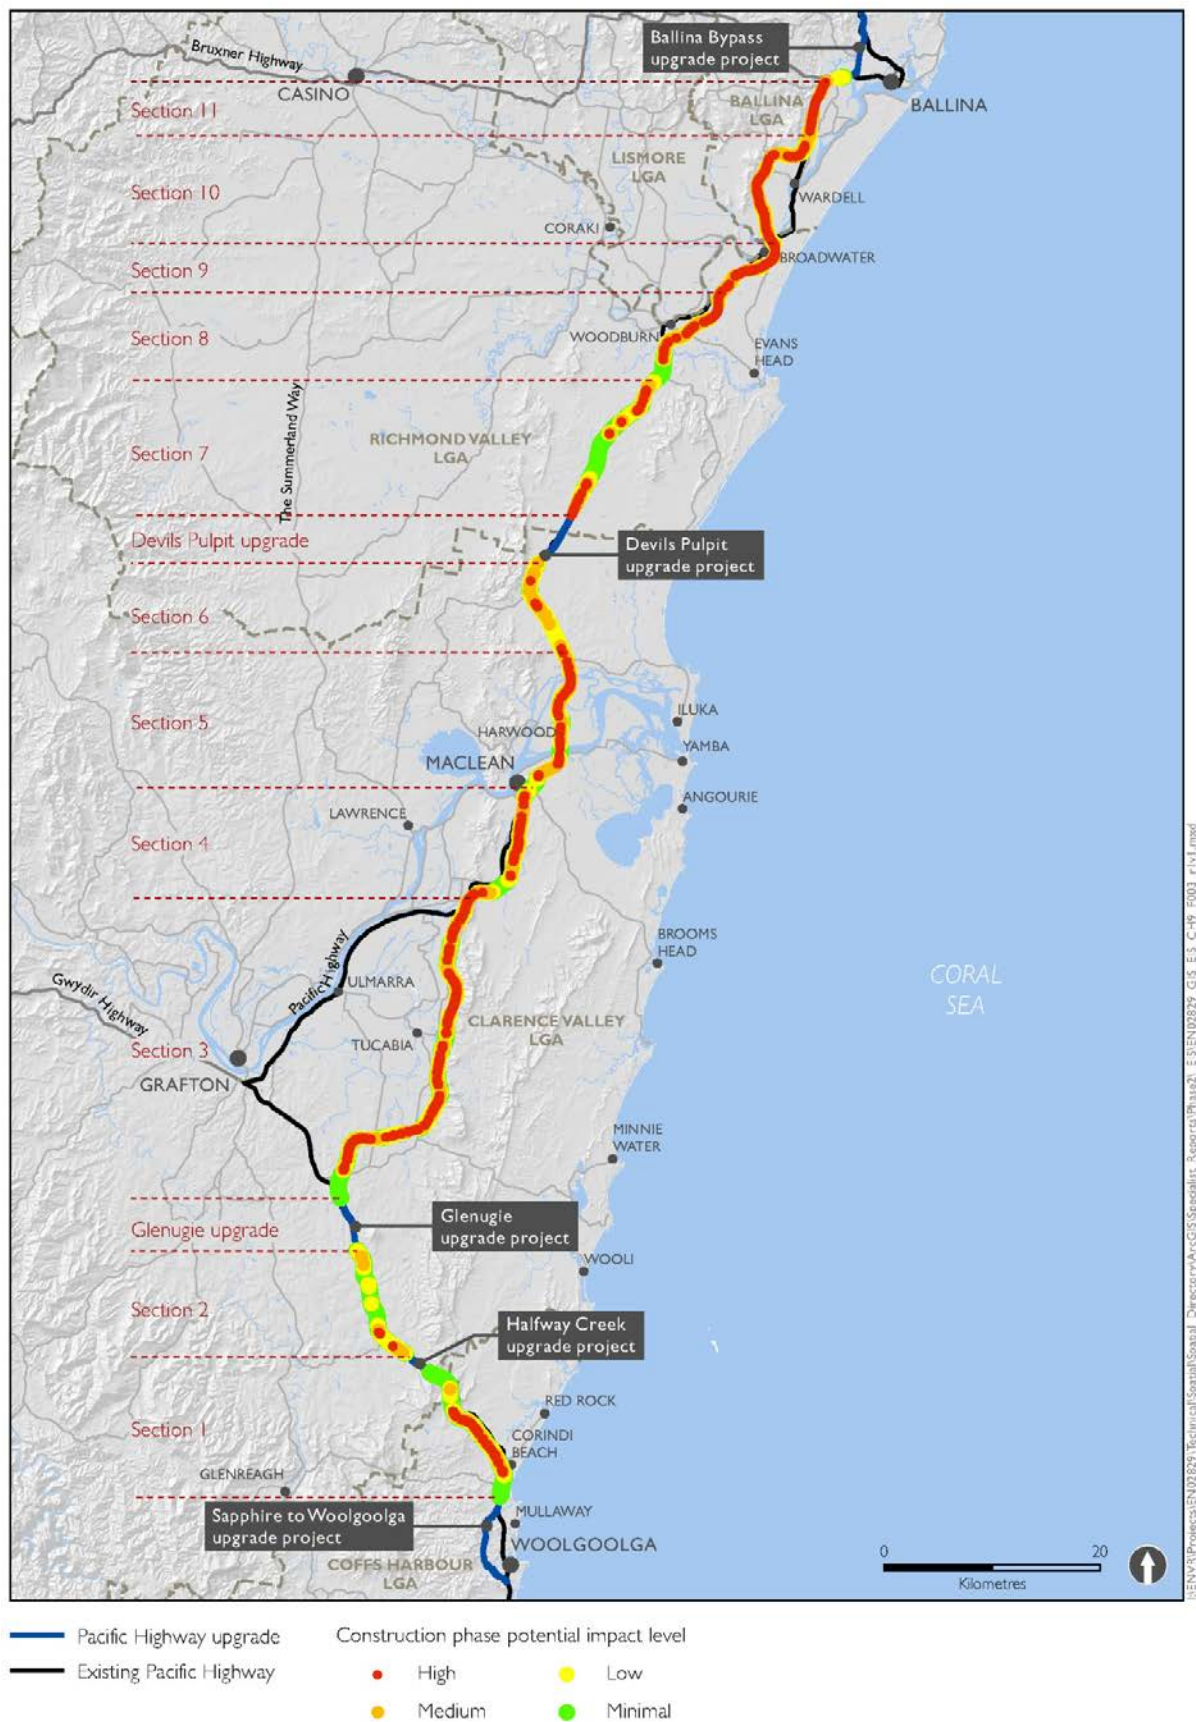 Ballina Bypass
upgrade project
Bruxner Highway
CASINO
BALLINA
LGA
BALLINA
Section 11
LISMORE
LGA
Section 10
WARDELL
CORAKI
BROADWATER
Section 9
Section 8
WOODBURN
EVANS
HEAD
The Summerland Way
RICHMOND VALLEY
LGA
Section 7
Devils Pulpit upgrade
Devils Pulpit
upgrade project
Section 6
Section 5
ILUKA
HARWOOD
YAMBA
MACLEAN
ANGOURIE
LAWRENCE
Section 4
BROOMS
HEAD
Pacific Highway
CORAL
SEA
Gwydir Highway
ULMARRA
CLARENCE VALLEY
LGA
TUCABIA
Section 3
GRAFTON
MINNIE
WATER
Glenugie upgrade
Glenugie
upgrade project
WOOLI
Section 2
Halfway Creek
upgrade project
RED ROCK
Section 1
CORINDI
BEACH
GLENREAGH
Sapphire to Woolgoolga
upgrade project
MULLAWAY
WOOLGOOLGA
COFFS HARBOUR
LGA
0 20
Kilometres
Pacific Highway upgrade
Existing Pacific Highway
Construction phase potential impact level
High
Low
Medium
Minimal